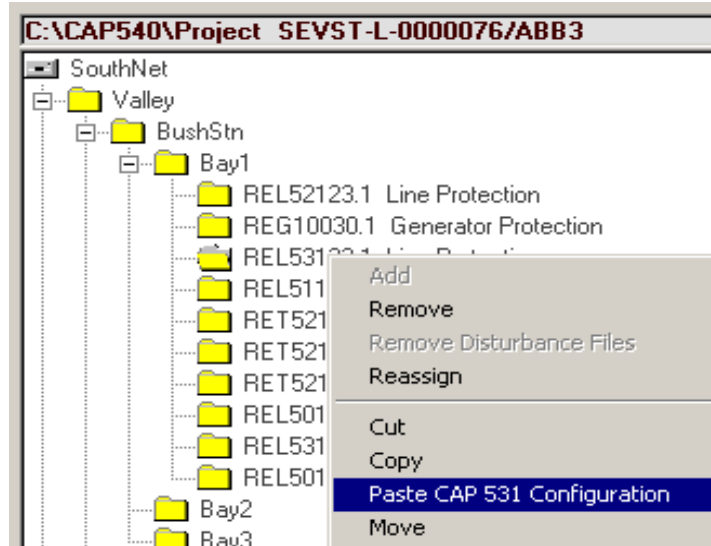 C:\CAP540\Project SEVST-L-0000076/ABB3
SouthNet
Valley
BushStn
Bay1
REL52123.1 Line Protection
REG10030.1 Generator Protection
REL531
REL511
RET521
RET521
RET521
REL501
REL531
REL501
Bay2
Bay3
Add
Remove
Remove Disturbance Files
Reassign
Cut
Copy
Paste CAP 531 Configuration
Move